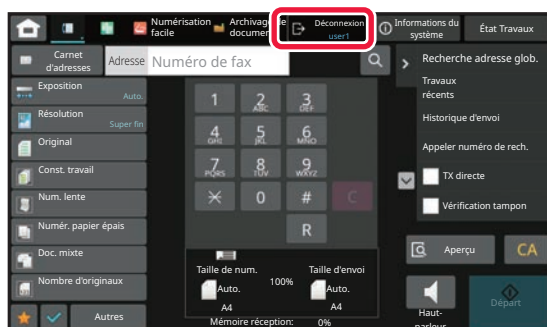 Numérisation facile
Archivage de
documen
Déconnexion
user1
Informations du système
État Travaux
Carnet d'adresses
Adresse
Numéro de fax
Recherche adresse glob.
Exposition
Auto.
Travaux récents
Résolution
Super fin
Historique d'envoi
Original
Appeler numéro de rech.
Const. travail
TX directe
Num. lente
Vérification tampon
Numér. papier épais
Doc. mixte
Nombre d'originaux
Autres
1
2 ABC
3 DEF
4 GHI
5 JKL
6 MNO
7 PQRS
8 TUV
9 WXYZ
0
#
C
R
Taille de num.
Auto.
A4
100%
Taille d'envoi
Auto.
A4
Mémoire réception: 0%
Aperçu
CA
Haut-
parleur
Départ